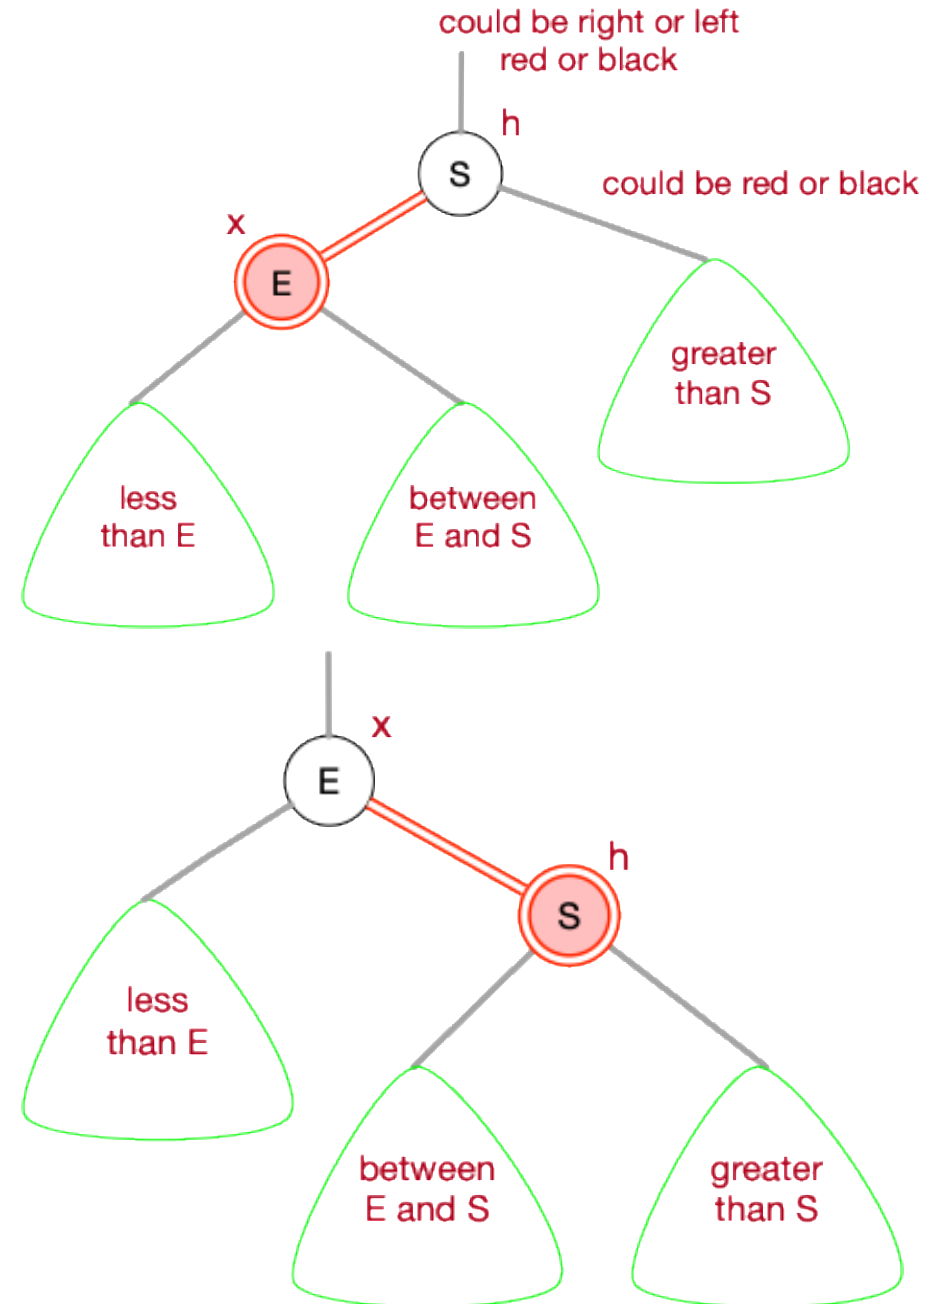 could be right or left
red or black
h
S
could be red or black
x
E
greater
than S
less
than E
between
E and S
x
E
h
S
less
than E
between
E and S
greater
than S